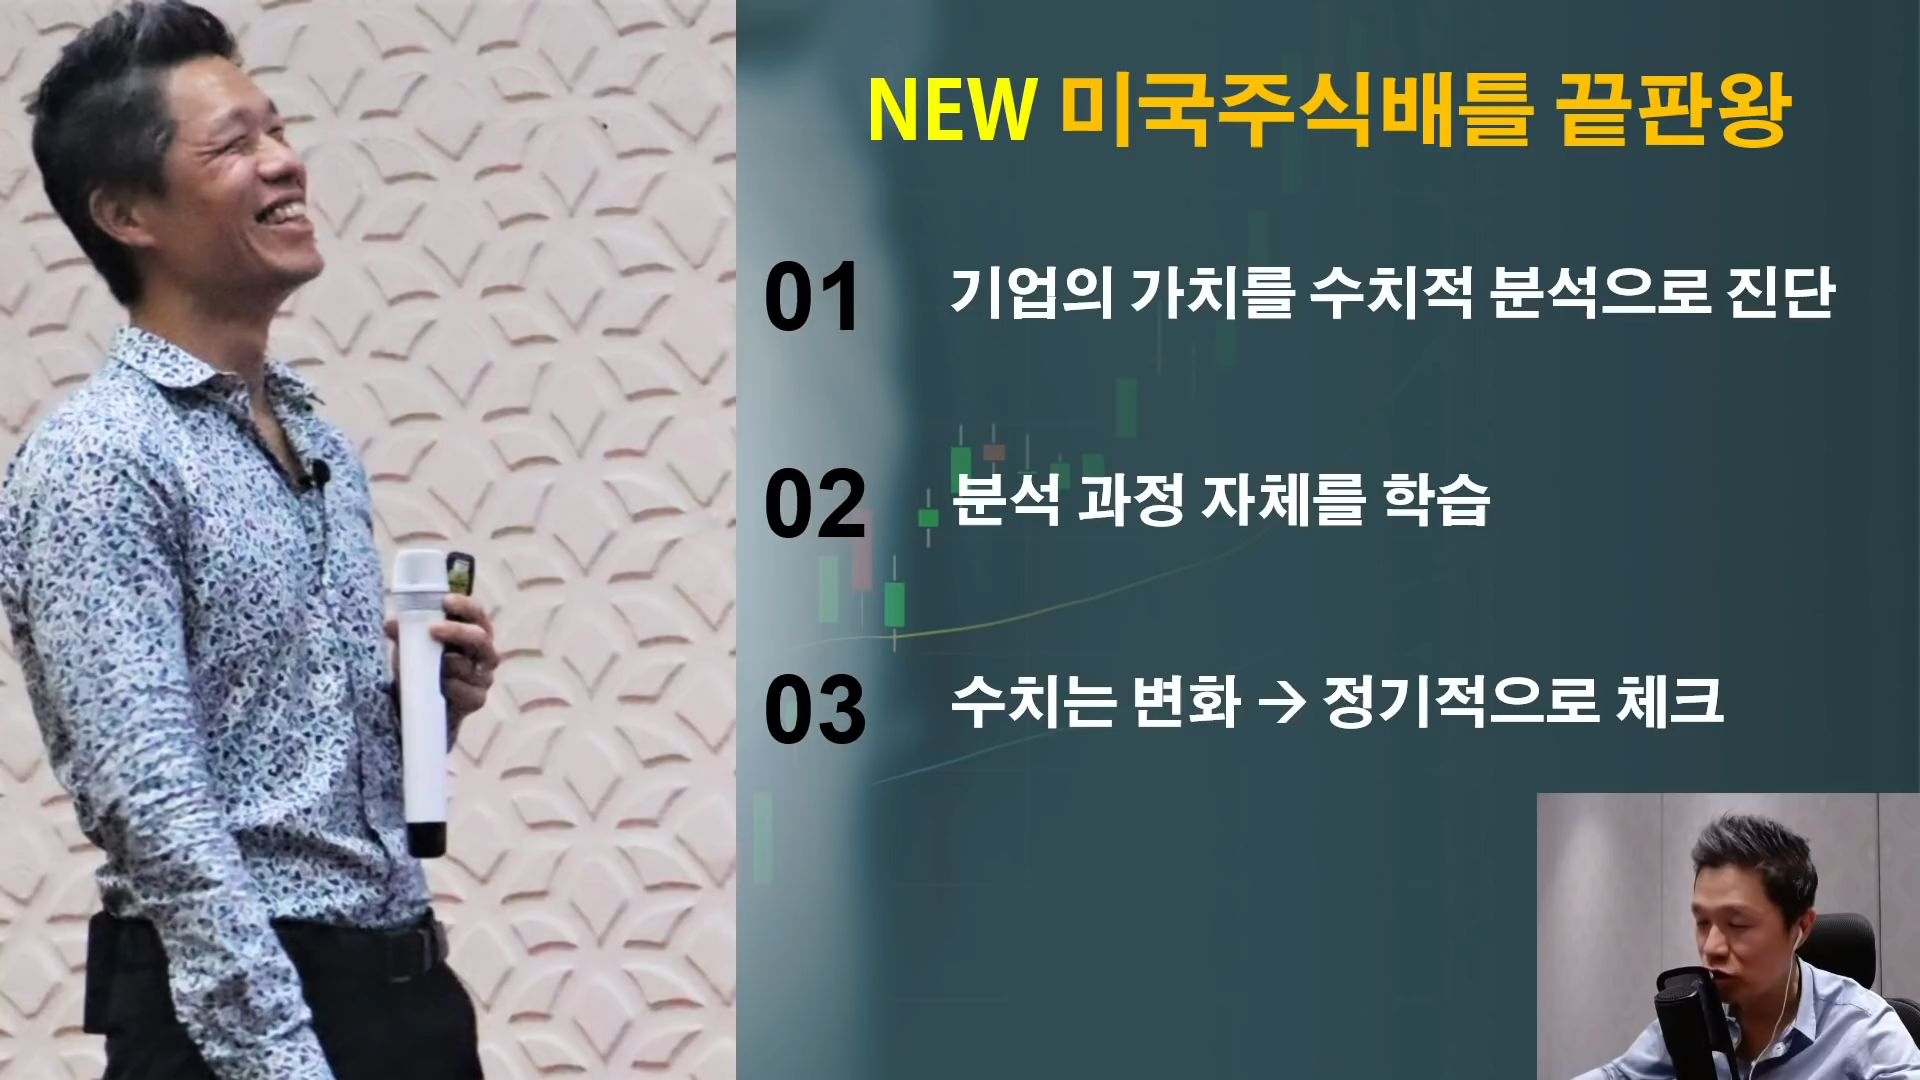 NEW 미국주식배틀 끝판왕
01 기업의 가치를 수치적 분석으로 진단
02 분석 과정 자체를 학습
03 수치는 변화 → 정기적으로 체크